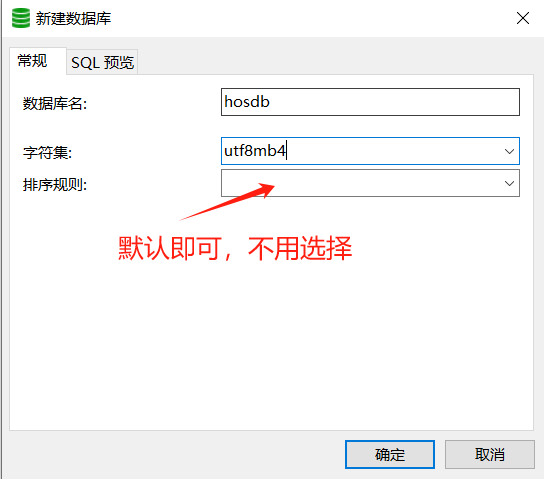 新建数据库
常规
SQL 预览
数据库名:
hosdb
字符集:
utf8mb4
排序规则:
默认即可，不用选择
确定
取消